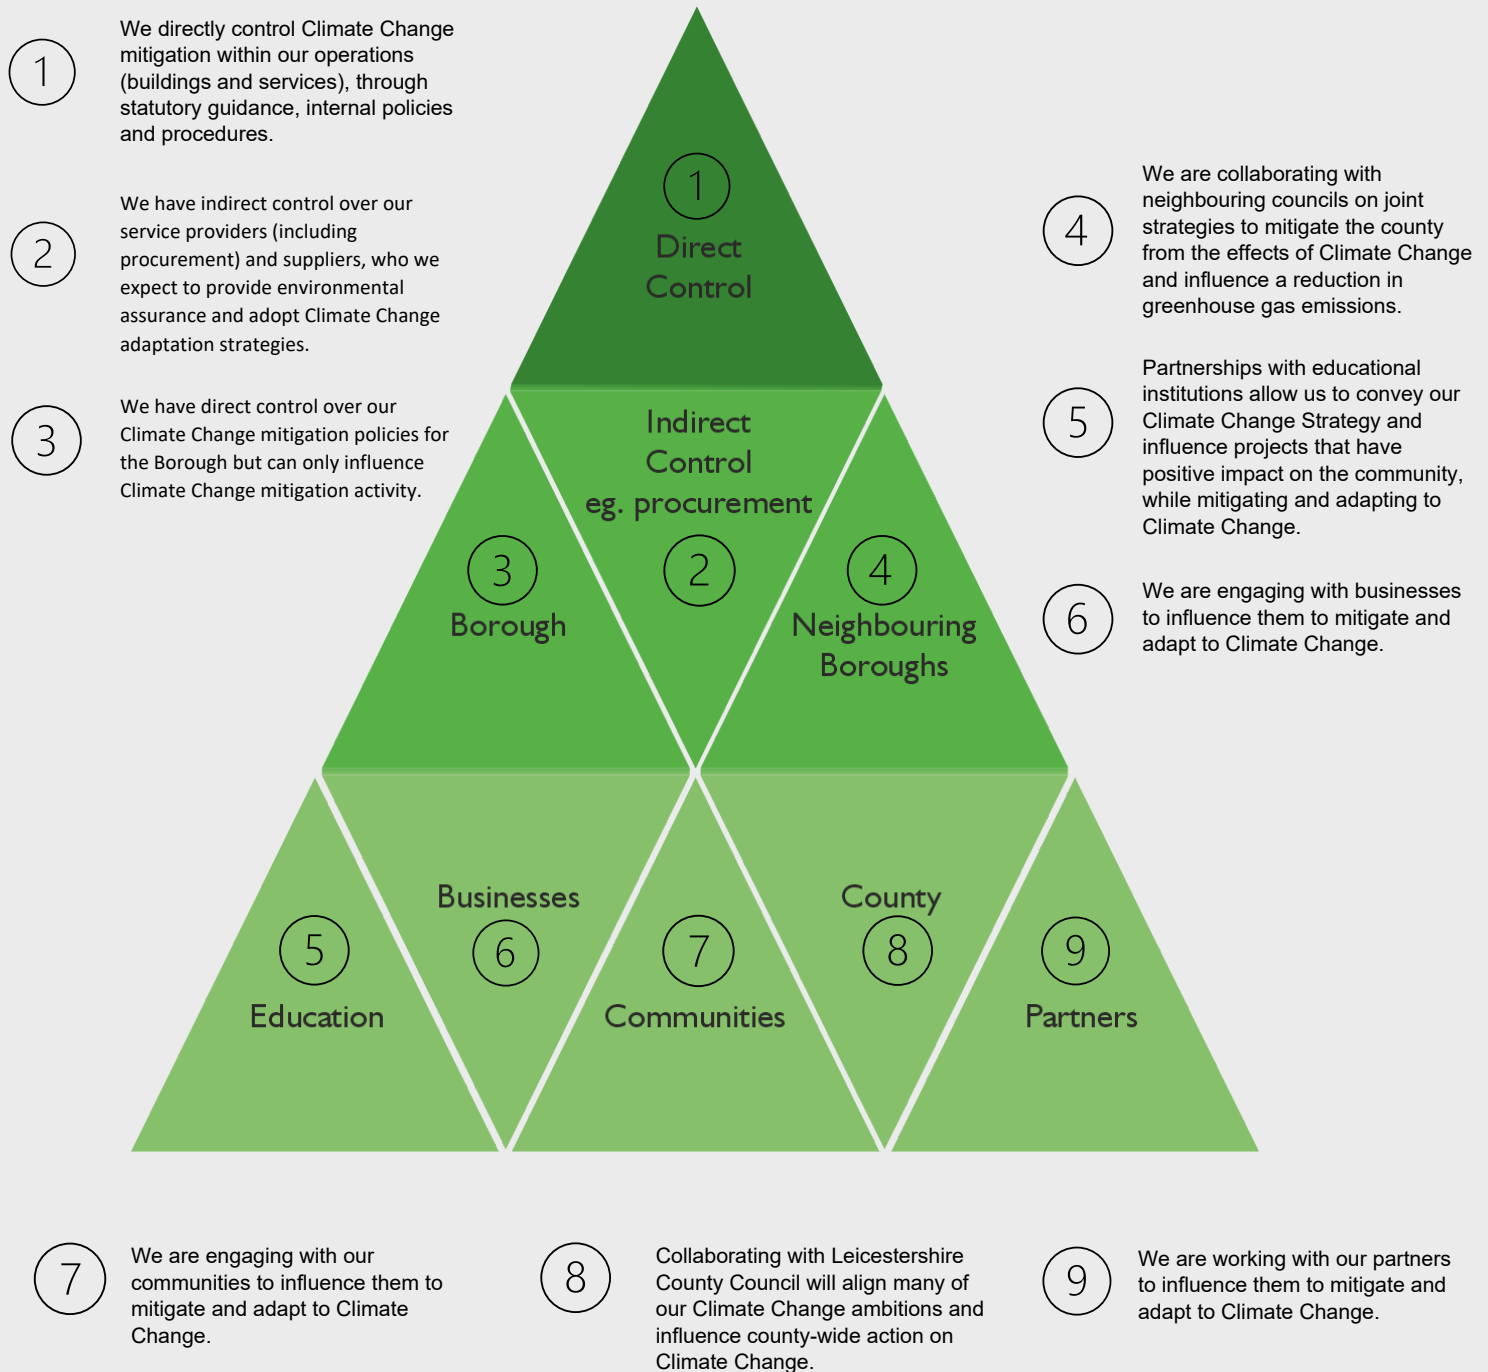 1
We directly control Climate Change
mitigation within our operations
(buildings and services), through
statutory guidance, internal policies
and procedures.
2
We have indirect control over our
service providers (including
procurement) and suppliers, who we
expect to provide environmental
assurance and adopt Climate Change
adaptation strategies.
3
We have direct control over our
Climate Change mitigation policies for
the Borough but can only influence
Climate Change mitigation activity.
1
Direct
Control
Indirect
Control
eg. procurement
2
3
Borough
4
Neighbouring
Boroughs
5
Education
Businesses
6
7
Communities
County
8
9
Partners
4
We are collaborating with
neighbouring councils on joint
strategies to mitigate the county
from the effects of Climate Change
and influence a reduction in
greenhouse gas emissions.
5
Partnerships with educational
institutions allow us to convey our
Climate Change Strategy and
influence projects that have
positive impact on the community,
while mitigating and adapting to
Climate Change.
6
We are engaging with businesses
to influence them to mitigate and
adapt to Climate Change.
7
We are engaging with our
communities to influence them to
mitigate and adapt to Climate
Change.
8
Collaborating with Leicestershire
County Council will align many of
our Climate Change ambitions and
influence county-wide action on
Climate Change.
9
We are working with our partners
to influence them to mitigate and
adapt to Climate Change.